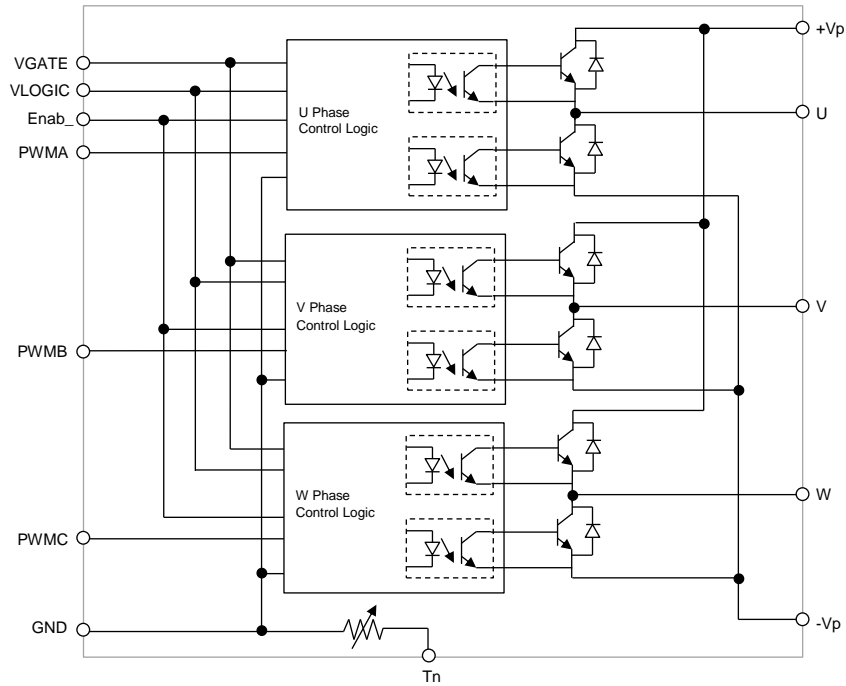 +Vp
VGATE
VLOGIC
Enab_
PWMA
U Phase
Control Logic
U
V Phase
Control Logic
V
PWMB
W Phase
Control Logic
W
PWMC
GND
-Vp
Tn